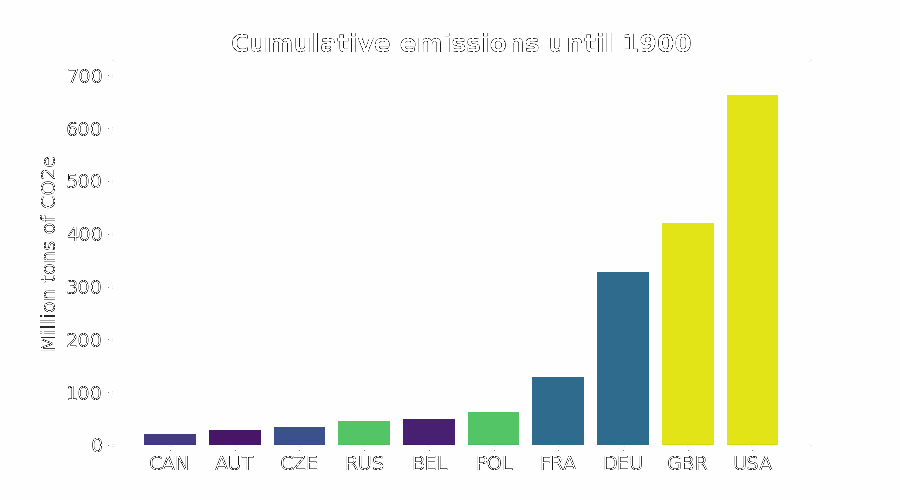 Cumulative emissions until 1900
Million tons of CO2e
700
600
500
400
300
200
100
0
CAN AUT CZE RUS BEL POL FRA DEU GBR USA